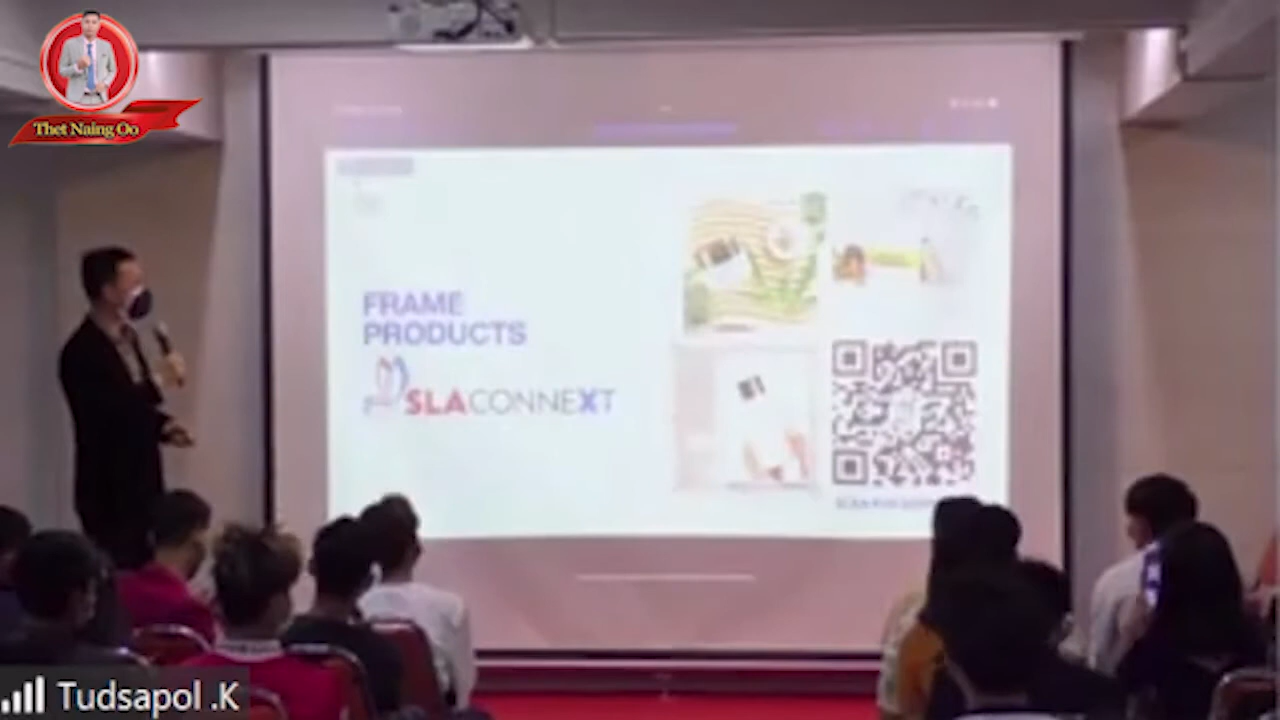 Thet Naing Oo
FRAME
PRODUCTS
SLACONNEXT
Tudsapol .K